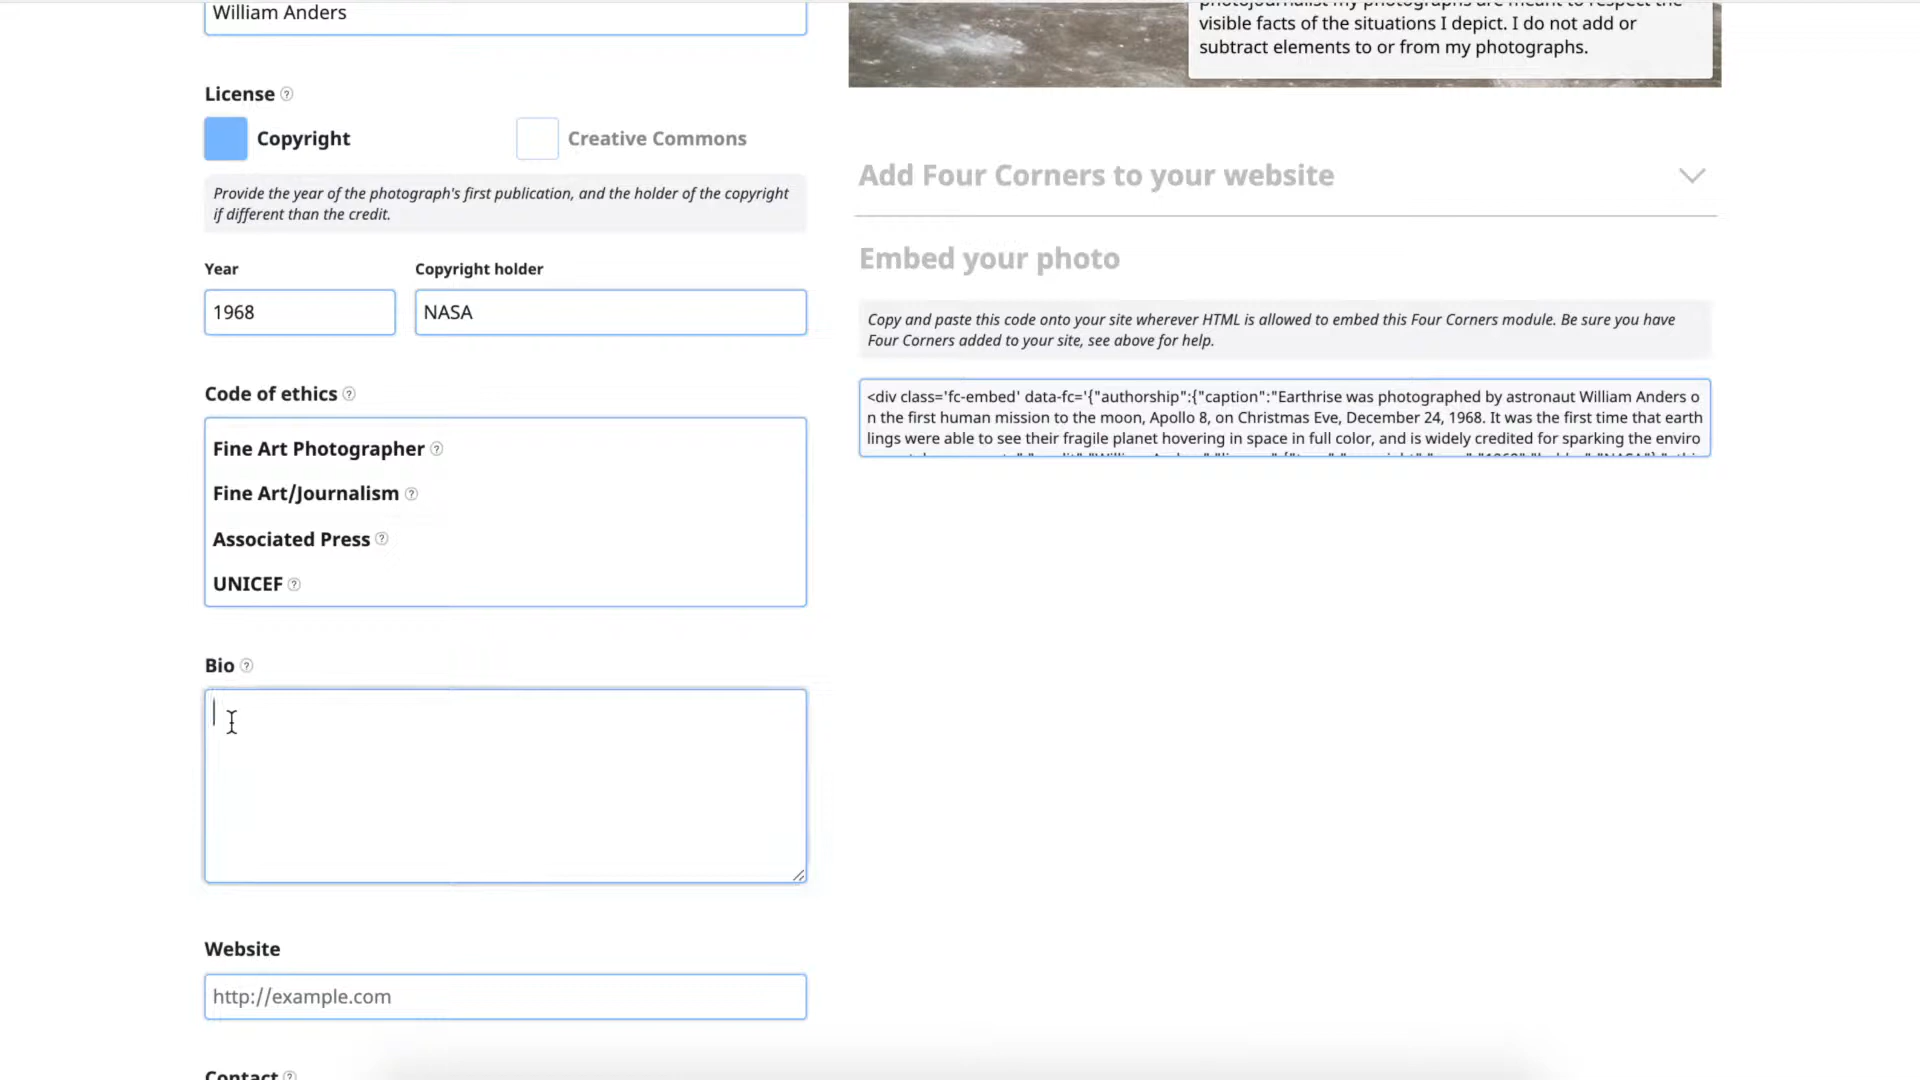 William Anders
License ?
Copyright
Creative Commons
Provide the year of the photograph's first publication, and the holder of the copyright
if different than the credit.
Year
Copyright holder
1968
NASA
Code of ethics ?
Fine Art Photographer ?
Fine Art/Journalism ?
Associated Press ?
UNICEF ?
Bio ?
Website
http://example.com
Contact ?
photojournalist my photographs are meant to respect the
visible facts of the situations I depict. I do not add or
subtract elements to or from my photographs.
Add Four Corners to your website
Embed your photo
Copy and paste this code onto your site wherever HTML is allowed to embed this Four Corners module. Be sure you have
Four Corners added to your site, see above for help.
<div class='fc-embed' data-fc='{"authorship":{"caption":"Earthrise was photographed by astronaut William Anders o
n the first human mission to the moon, Apollo 8, on Christmas Eve, December 24, 1968. It was the first time that earth
lings were able to see their fragile planet hovering in space in full color, and is widely credited for sparking the enviro